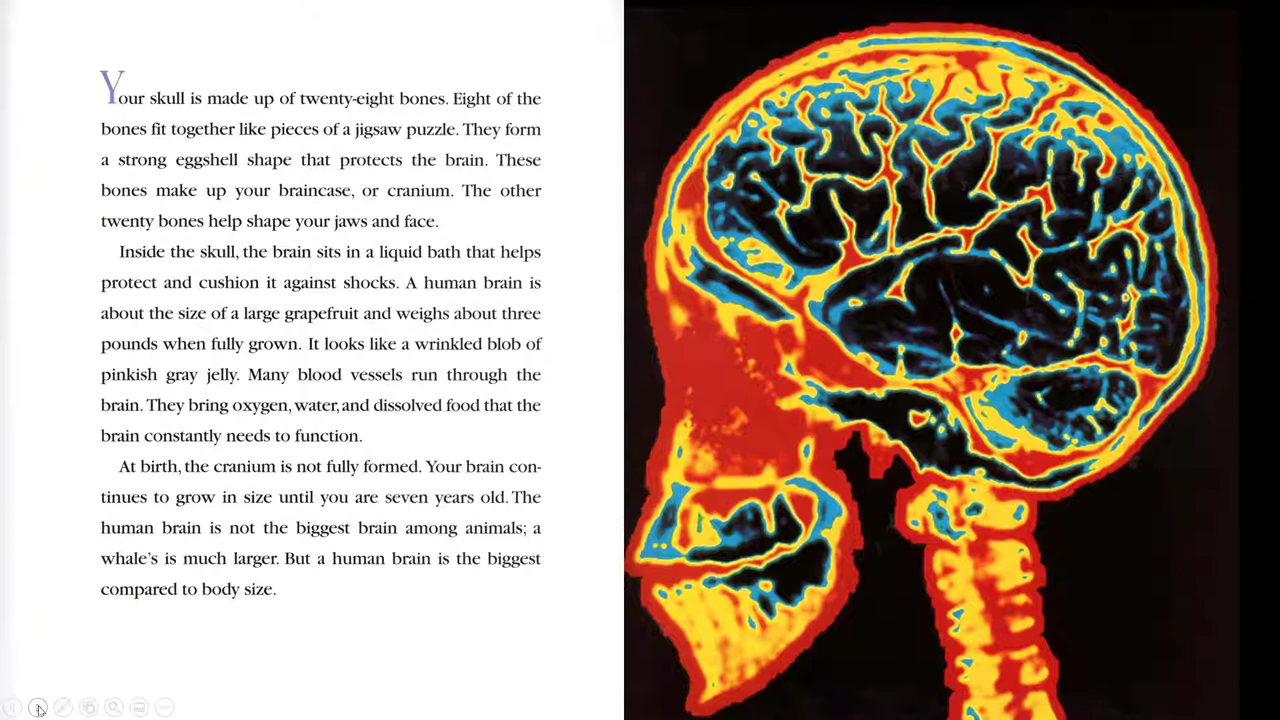 Your skull is made up of twenty-eight bones. Eight of the
bones fit together like pieces of a jigsaw puzzle. They form
a strong eggshell shape that protects the brain. These
bones make up your braincase, or cranium. The other
twenty bones help shape your jaws and face.
Inside the skull, the brain sits in a liquid bath that helps
protect and cushion it against shocks. A human brain is
about the size of a large grapefruit and weighs about three
pounds when fully grown. It looks like a wrinkled blob of
pinkish gray jelly. Many blood vessels run through the
brain. They bring oxygen, water, and dissolved food that the
brain constantly needs to function.
At birth, the cranium is not fully formed. Your brain con-
tinues to grow in size until you are seven years old. The
human brain is not the biggest brain among animals; a
whale's is much larger. But a human brain is the biggest
compared to body size.